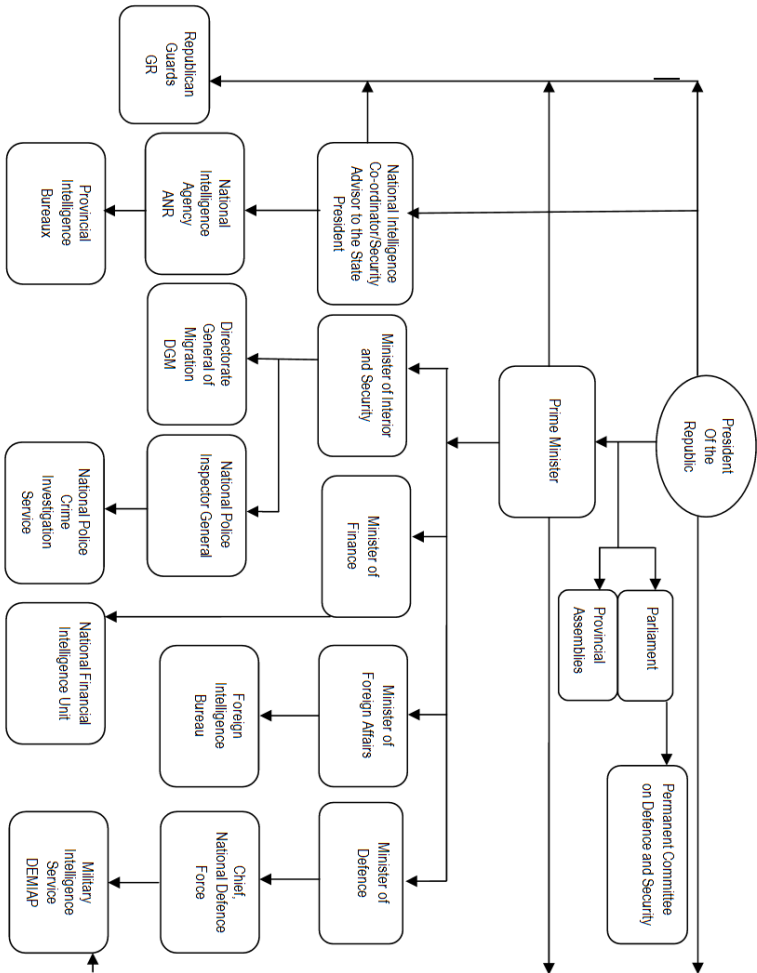 President
Of the
Republic
Parliament
Provincial
Assemblies
Permanent Committee
on Defence and Security
Prime Minister
National Intelligence
Co-ordinator/Security
Advisor to the State
President
Minister of Interior
and Security
Minister of
Finance
Minister of
Foreign Affairs
Minister of
Defence
Republican
Guards
GR
National
Intelligence
Agency
ANR
Directorate
General of
Migration
DGM
National Police
Inspector General
Foreign
Intelligence
Bureau
Chief,
National Defence
Force
Provincial
Intelligence
Bureaux
National Police
Crime
Investigation
Service
National Financial
Intelligence Unit
Military
Intelligence
Service
DEMIAP